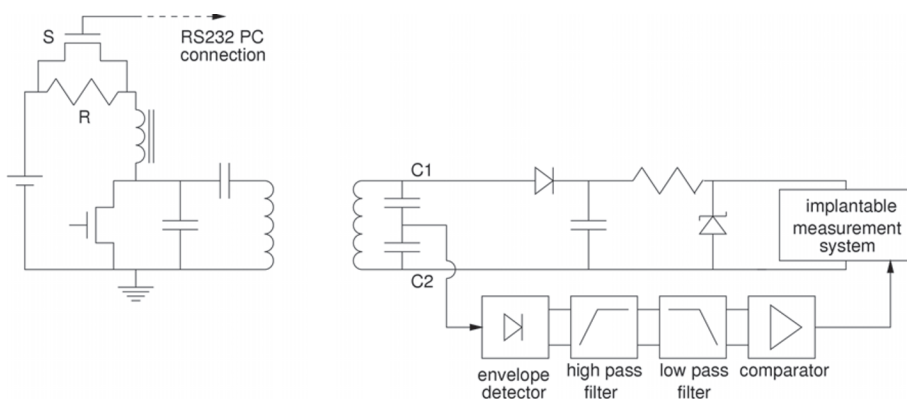 S
RS232 PC
connection
R
C1
C2
implantable
measurement
system
envelope
detector
high pass
filter
low pass
filter
comparator